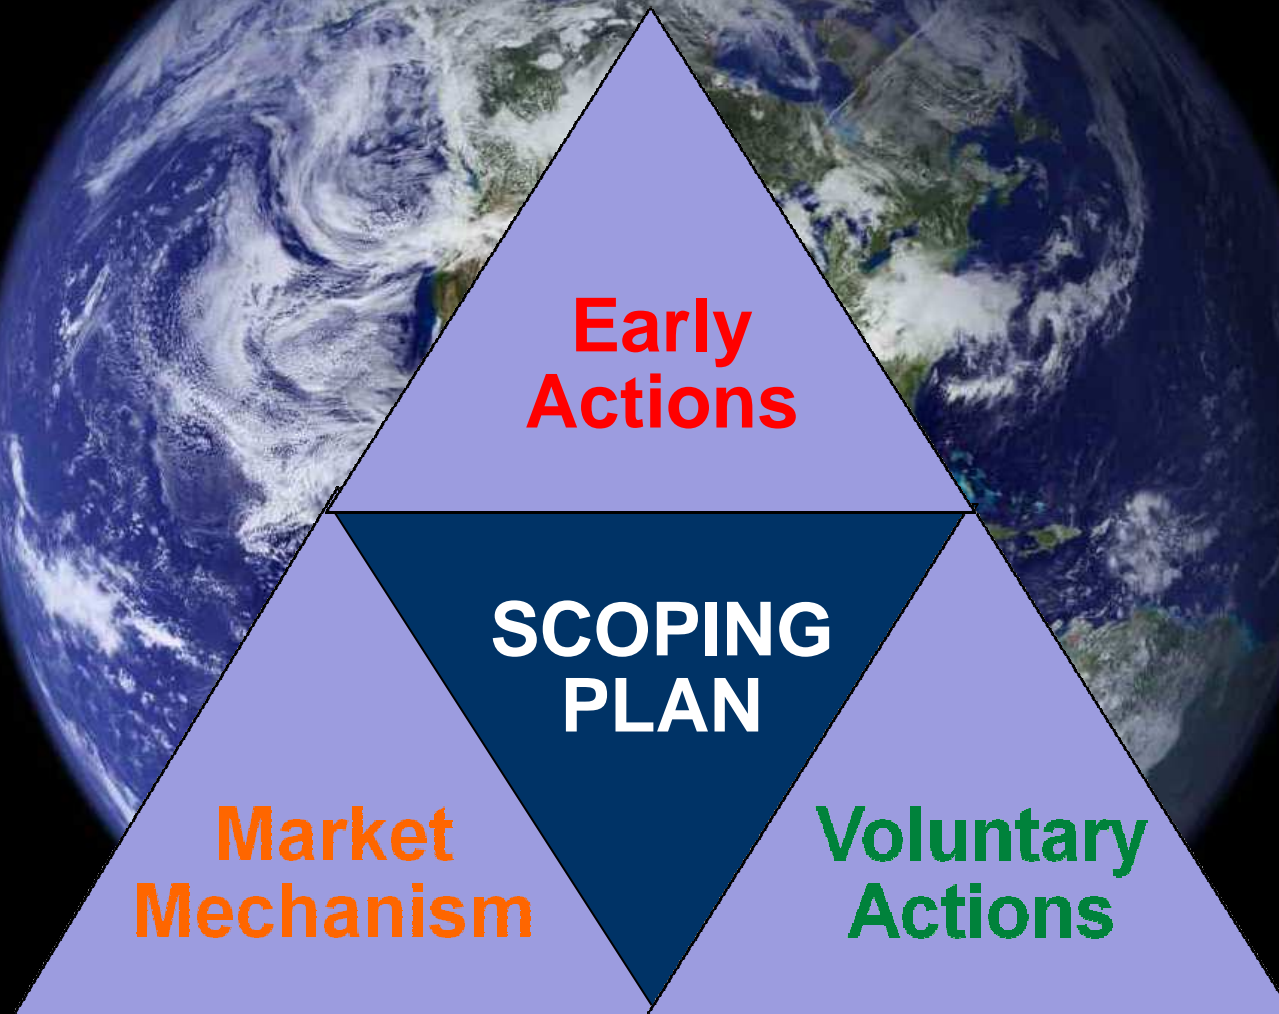 Early
Actions
SCOPING
PLAN
Market
Mechanism
Voluntary
Actions